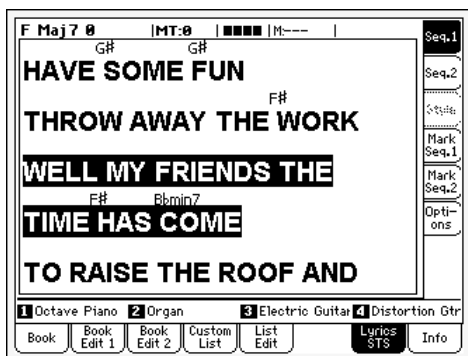 F Maj7 0 |MT:0 | |M:--- |
Seq.1
G# G#
HAVE SOME FUN
Seq.2
F#
THROW AWAY THE WORK
Style
Mark Seq.1
WELL MY FRIENDS THE
Mark Seq.2
F# Bbmin7
TIME HAS COME
Opti-ons
TO RAISE THE ROOF AND
1 Octave Piano 2 Organ 3 Electric Guitar 4 Distortion Gtr
Book Book Edit 1 Book Edit 2 Custom List List Edit Lyrics STS Info